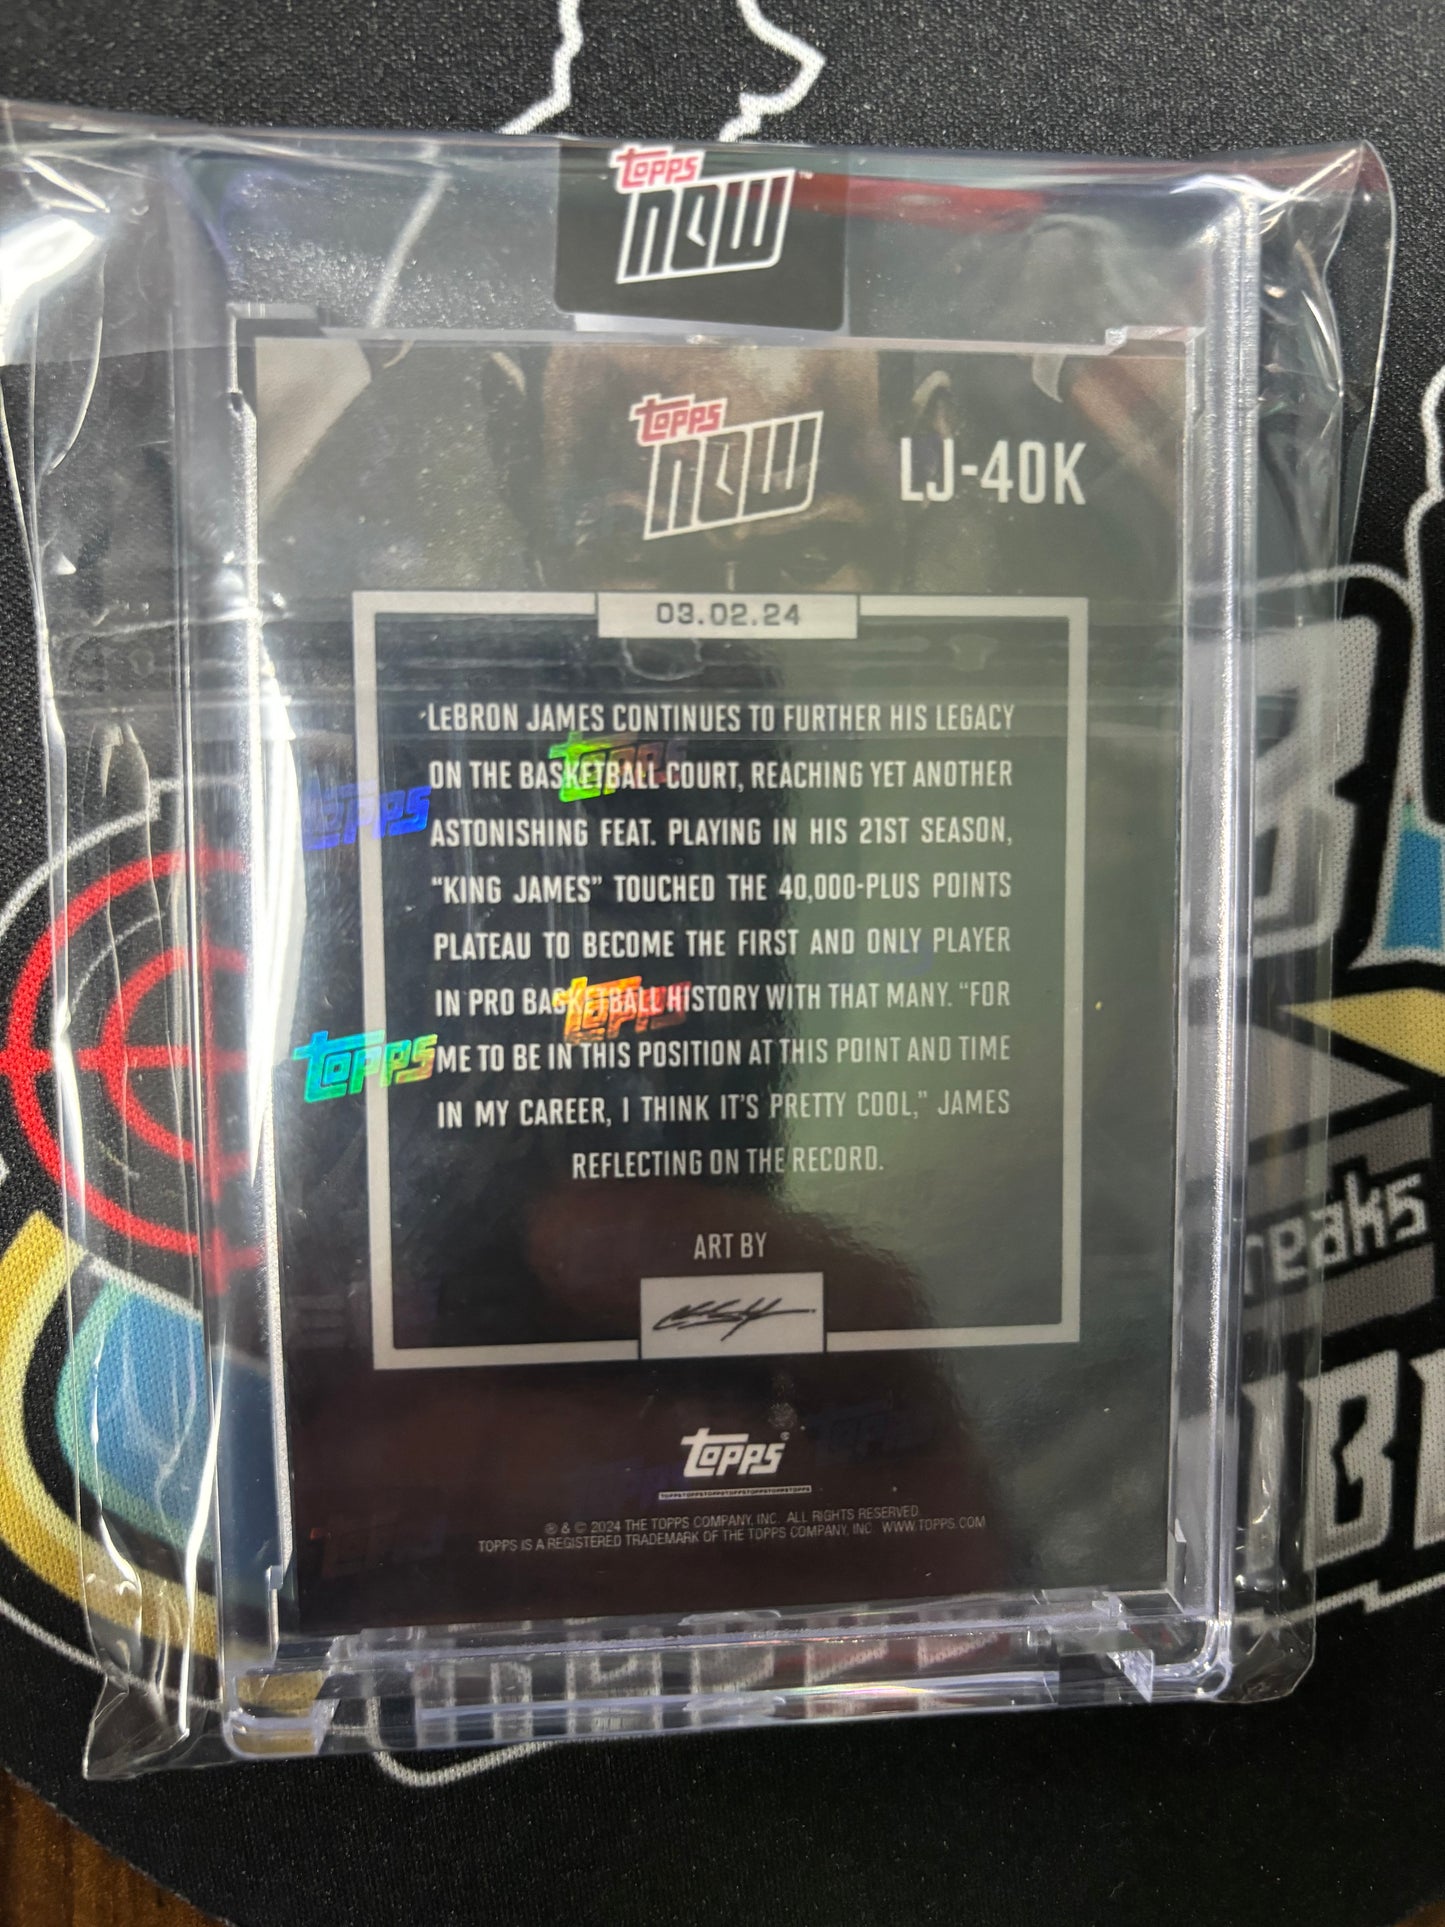 topps
now
topps
now
LJ-40K
03.02.24
LeBRON JAMES CONTINUES TO FURTHER HIS LEGACY
ON THE BASKETBALL COURT, REACHING YET ANOTHER
ASTONISHING FEAT. PLAYING IN HIS 21ST SEASON,
“KING JAMES” TOUCHED THE 40,000-PLUS POINTS
PLATEAU TO BECOME THE FIRST AND ONLY PLAYER
IN PRO BASKETBALL HISTORY WITH THAT MANY. “FOR
ME TO BE IN THIS POSITION AT THIS POINT AND TIME
IN MY CAREER, I THINK IT’S PRETTY COOL,” JAMES
REFLECTING ON THE RECORD.
topps
topps
topps
topps
ART BY
topps
® & © 2024 THE TOPPS COMPANY, INC. ALL RIGHTS RESERVED.
TOPPS IS A REGISTERED TRADEMARK OF THE TOPPS COMPANY, INC. WWW.TOPPS.COM
reaks